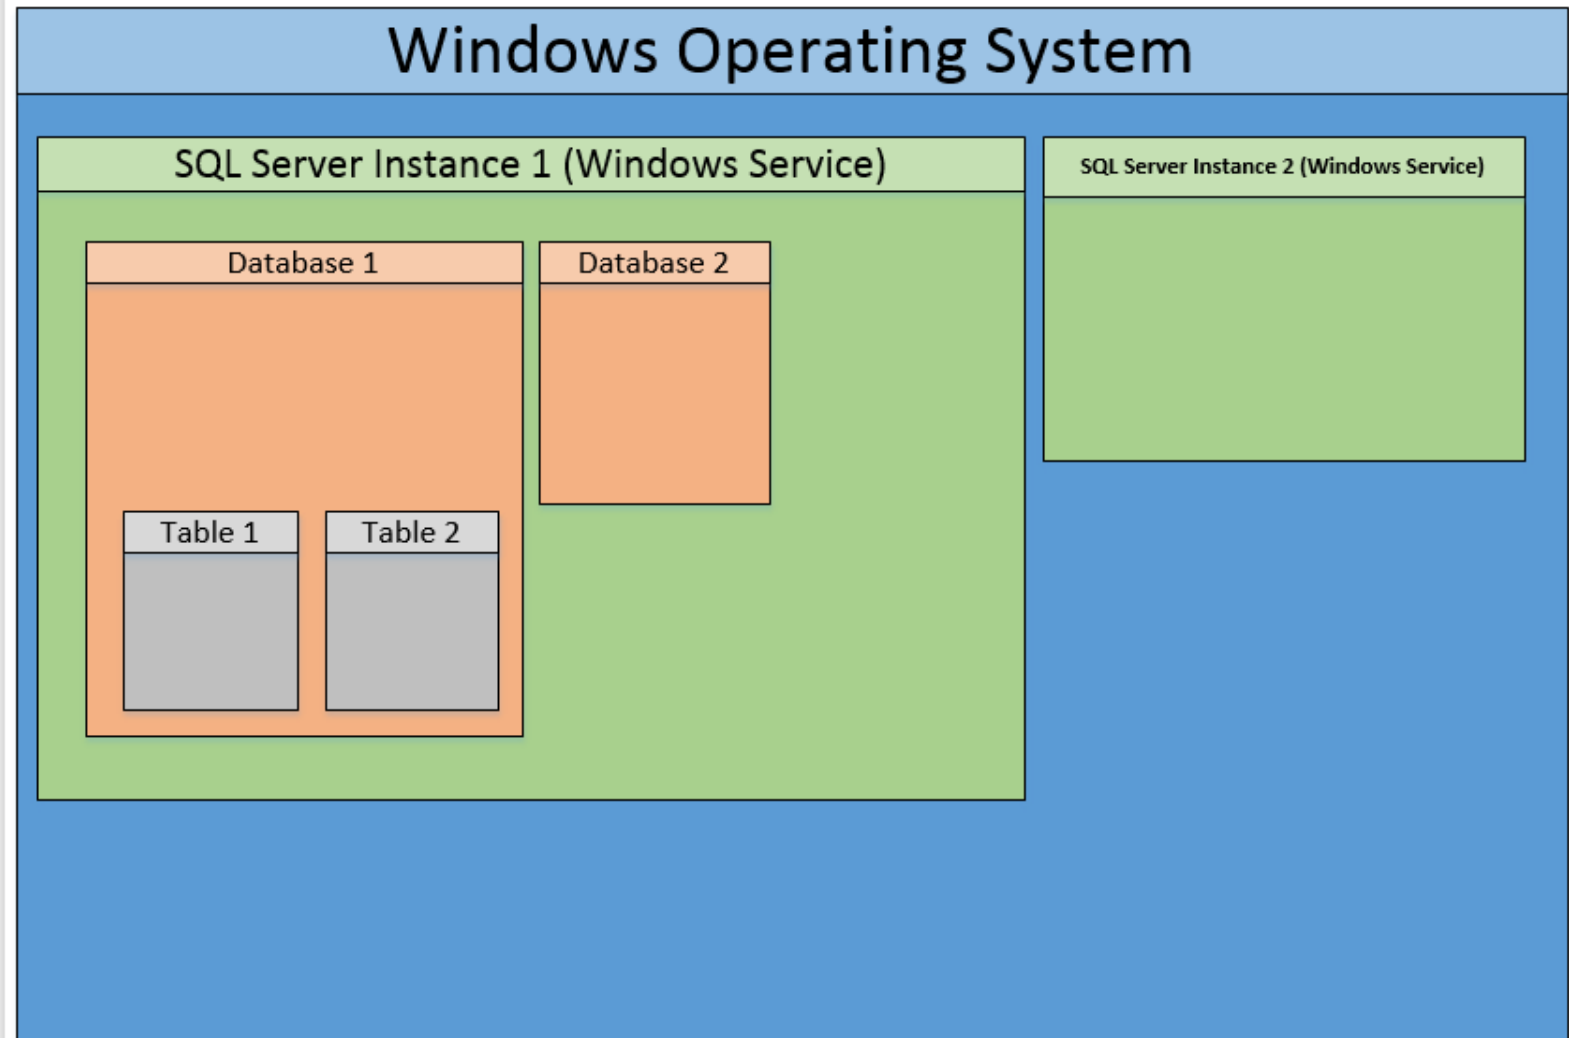 Windows Operating System
SQL Server Instance 1 (Windows Service)
SQL Server Instance 2 (Windows Service)
Database 1
Database 2
Table 1
Table 2